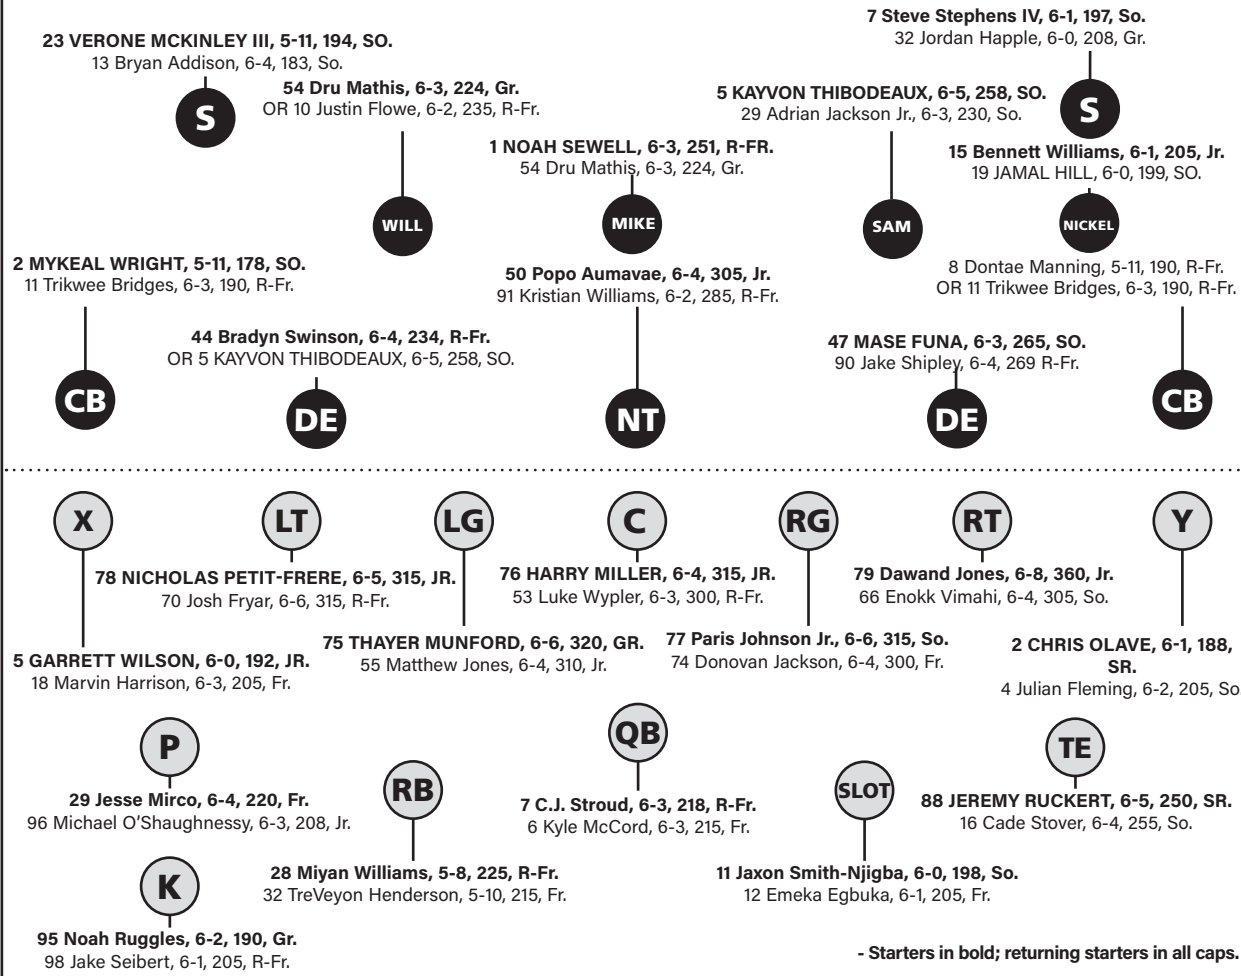 7 Steve Stephens IV, 6-1, 197, So.
32 Jordan Happle, 6-0, 208, Gr.
S
23 VERONE MCKINLEY III, 5-11, 194, SO.
13 Bryan Addison, 6-4, 183, So.
S
54 Dru Mathis, 6-3, 224, Gr.
OR 10 Justin Flowe, 6-2, 235, R-Fr.
WILL
5 KAYVON THIBODEAUX, 6-5, 258, SO.
29 Adrian Jackson Jr., 6-3, 230, So.
SAM
1 NOAH SEWELL, 6-3, 251, R-FR.
54 Dru Mathis, 6-3, 224, Gr.
MIKE
15 Bennett Williams, 6-1, 205, Jr.
19 JAMAL HILL, 6-0, 199, SO.
NICKEL
2 MYKEAL WRIGHT, 5-11, 178, SO.
11 Trikwee Bridges, 6-3, 190, R-Fr.
CB
44 Bradyn Swinson, 6-4, 234, R-Fr.
OR 5 KAYVON THIBODEAUX, 6-5, 258, SO.
DE
50 Popo Aumavae, 6-4, 305, Jr.
91 Kristian Williams, 6-2, 285, R-Fr.
NT
47 MASE FUNA, 6-3, 265, SO.
90 Jake Shipley, 6-4, 269 R-Fr.
DE
8 Dontae Manning, 5-11, 190, R-Fr.
OR 11 Trikwee Bridges, 6-3, 190, R-Fr.
CB
X
5 GARRETT WILSON, 6-0, 192, JR.
18 Marvin Harrison, 6-3, 205, Fr.
LT
78 NICHOLAS PETIT-FRERE, 6-5, 315, JR.
70 Josh Fryar, 6-6, 315, R-Fr.
LG
75 THAYER MUNFORD, 6-6, 320, GR.
55 Matthew Jones, 6-4, 310, Jr.
C
76 HARRY MILLER, 6-4, 315, JR.
53 Luke Wypler, 6-3, 300, R-Fr.
RG
77 Paris Johnson Jr., 6-6, 315, So.
74 Donovan Jackson, 6-4, 300, Fr.
RT
79 Dawand Jones, 6-8, 360, Jr.
66 Enokk Vimahi, 6-4, 305, So.
Y
2 CHRIS OLAVE, 6-1, 188,
SR.
4 Julian Fleming, 6-2, 205, So
P
29 Jesse Mirco, 6-4, 220, Fr.
96 Michael O'Shaughnessy, 6-3, 208, Jr.
RB
28 Miyan Williams, 5-8, 225, R-Fr.
32 TreVeyon Henderson, 5-10, 215, Fr.
QB
7 C.J. Stroud, 6-3, 218, R-Fr.
6 Kyle McCord, 6-3, 215, Fr.
SLOT
11 Jaxon Smith-Njigba, 6-0, 198, So.
12 Emeka Egbuka, 6-1, 205, Fr.
TE
88 JEREMY RUCKERT, 6-5, 250, SR.
16 Cade Stover, 6-4, 255, So.
K
95 Noah Ruggles, 6-2, 190, Gr.
98 Jake Seibert, 6-1, 205, R-Fr.
- Starters in bold; returning starters in all caps.